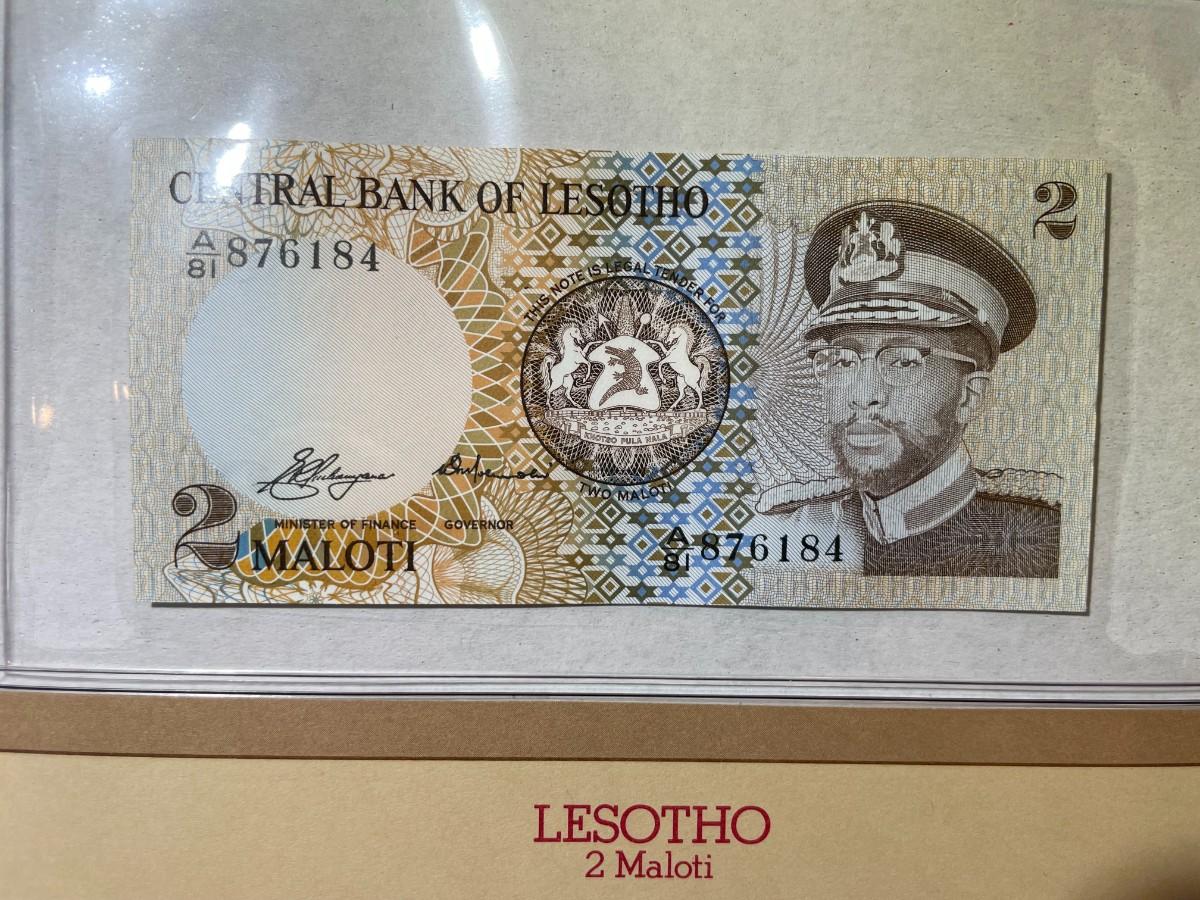 CENTRAL BANK OF LESOTHO
2
A/81 876184
THIS NOTE IS LEGAL TENDER FOR
KHOTSO PULA NALA
TWO MALOTI
MINISTER OF FINANCE GOVERNOR
2 MALOTI
A/81 876184
LESOTHO
2 Maloti